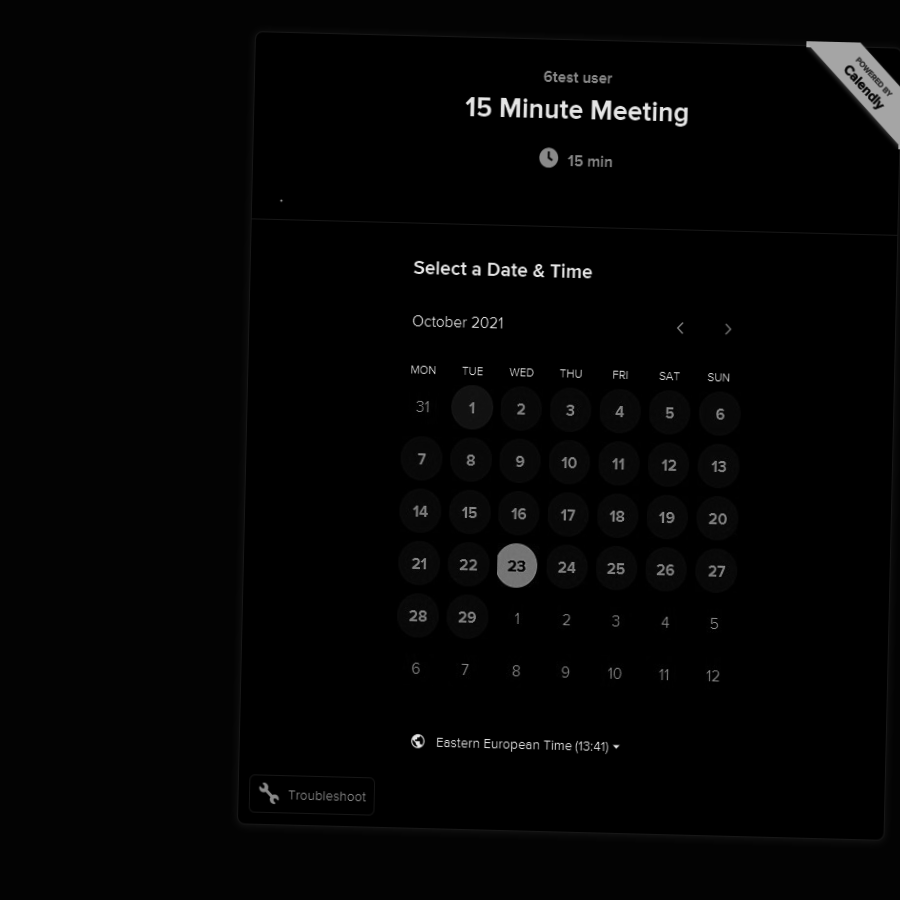 6test user
15 Minute Meeting
15 min
POWERED BY
Calendly
Select a Date & Time
October 2021
MON TUE WED THU FRI SAT SUN
31 1 2 3 4 5 6
7 8 9 10 11 12 13
14 15 16 17 18 19 20
21 22 23 24 25 26 27
28 29 1 2 3 4 5
6 7 8 9 10 11 12
Eastern European Time (13:41)
Troubleshoot